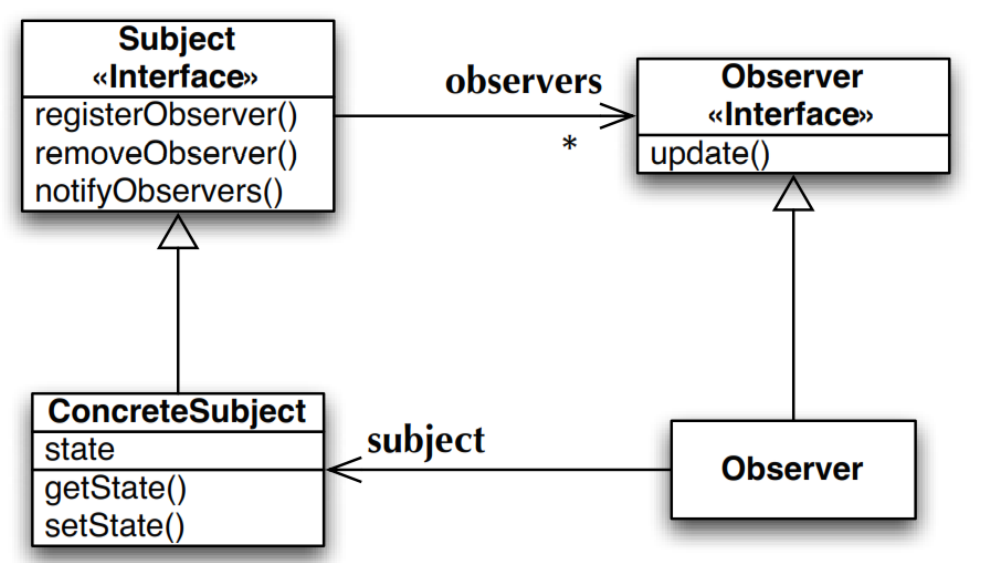 Subject
«Interface»
registerObserver()
removeObserver()
notifyObservers()
observers
*
Observer
«Interface»
update()
ConcreteSubject
state
getState()
setState()
subject
Observer